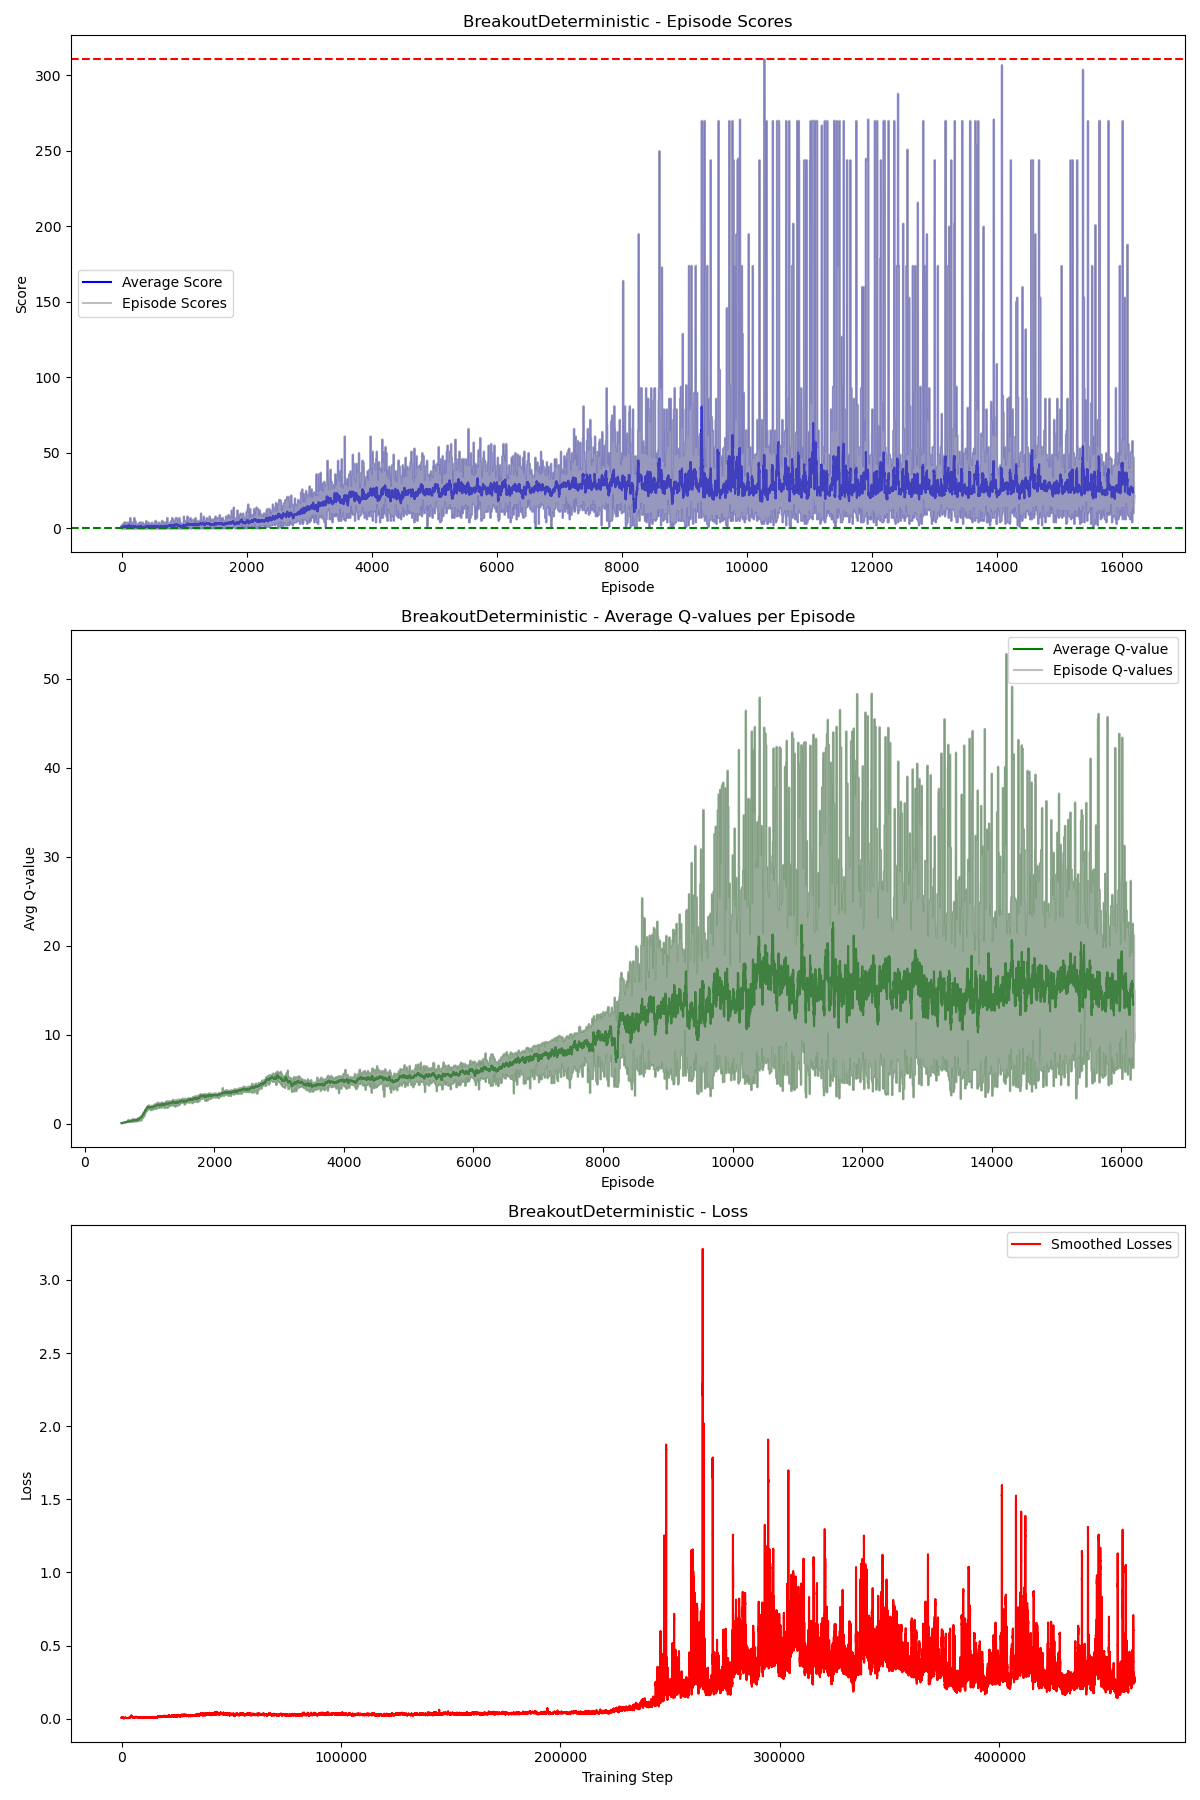 BreakoutDeterministic - Episode Scores
300
250
200
150
100
50
0
Score
Average Score
Episode Scores
0 2000 4000 6000 8000 10000 12000 14000 16000
Episode
BreakoutDeterministic - Average Q-values per Episode
50
40
30
20
10
0
Avg Q-value
Average Q-value
Episode Q-values
0 2000 4000 6000 8000 10000 12000 14000 16000
Episode
BreakoutDeterministic - Loss
3.0
2.5
2.0
1.5
1.0
0.5
0.0
Loss
Smoothed Losses
0 100000 200000 300000 400000
Training Step